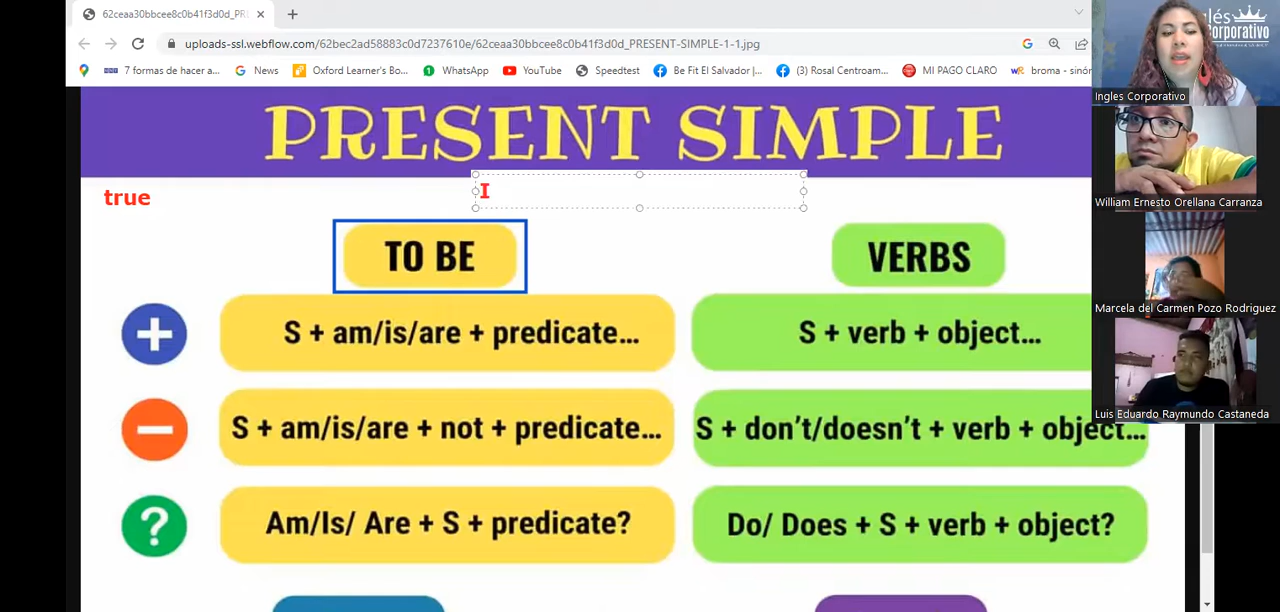 62ceaa30bbcee8c0b41f3d0d_PRE
uploads-ssl.webflow.com/62bec2ad58883c0d7237610e/62ceaa30bbcee8c0b41f3d0d_PRESENT-SIMPLE-1-1.jpg
7 formas de hacer a... News Oxford Learner's Bo... WhatsApp YouTube Speedtest Be Fit El Salvador |... (3) Rosal Centroam... MI PAGO CLARO broma - sinón
glés
Corporativo
Ingles Corporativo
William Ernesto Orellana Carranza
Marcela del Carmen Pozo Rodriguez
Luis Eduardo Raymundo Castaneda
PRESENT SIMPLE
true
I
TO BE
VERBS
+ S + am/is/are + predicate...
S + verb + object...
− S + am/is/are + not + predicate...
S + don't/doesn't + verb + object...
? Am/Is/ Are + S + predicate?
Do/ Does + S + verb + object?